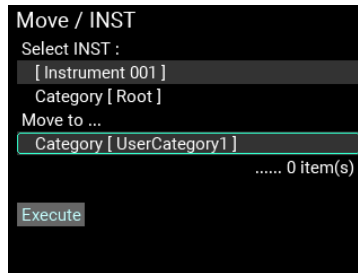 Move / INST
Select INST :
[ Instrument 001 ]
Category [ Root ]
Move to ...
Category [ UserCategory1 ]
...... 0 item(s)
Execute